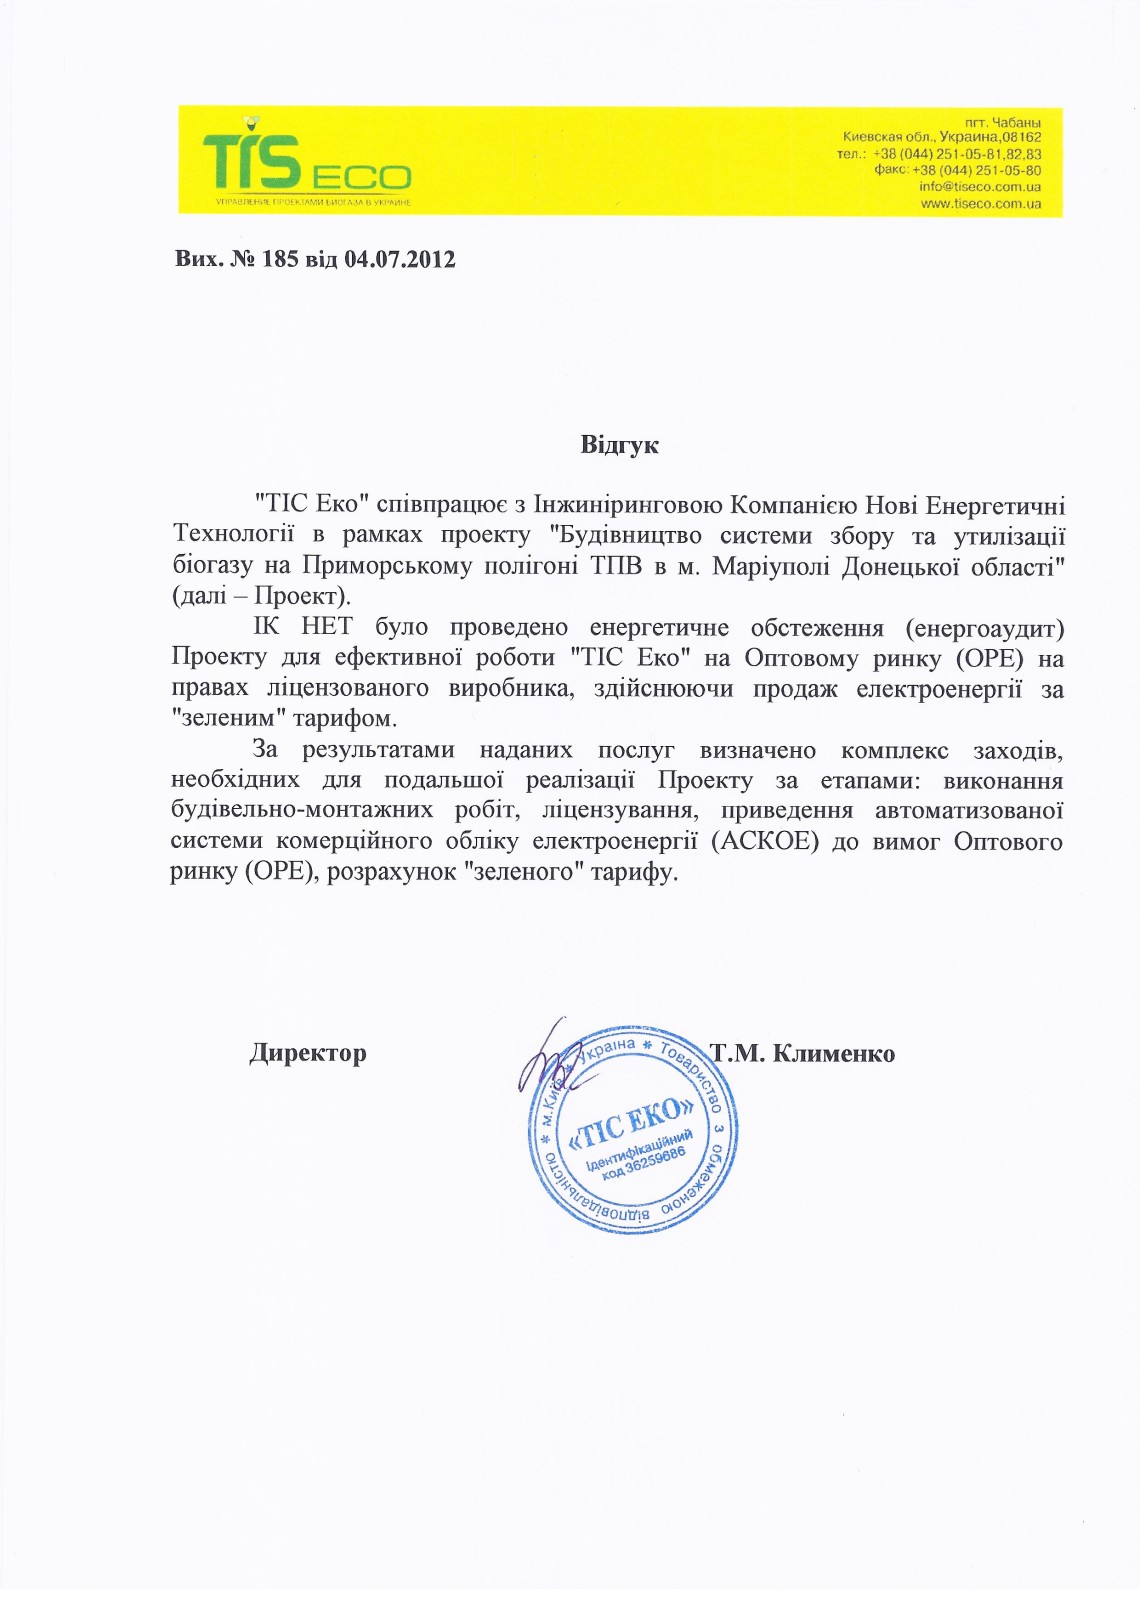 TIS ECO
УПРАВЛЕНИЕ ПРОЕКТАМИ БИОГАЗА В УКРАИНЕ
пгт. Чабаны
Киевская обл., Украина,08162
тел.: +38 (044) 251-05-81,82,83
факс: +38 (044) 251-05-80
info@tiseco.com.ua
www.tiseco.com.ua
Вих. № 185 від 04.07.2012
Відгук
"ТІС Еко" співпрацює з Інжиніринговою Компанією Нові Енергетичні
Технології в рамках проекту "Будівництво системи збору та утилізації
біогазу на Приморському полігоні ТПВ в м. Маріуполі Донецької області"
(далі – Проект).
ІК НЕТ було проведено енергетичне обстеження (енергоаудит)
Проекту для ефективної роботи "ТІС Еко" на Оптовому ринку (ОРЕ) на
правах ліцензованого виробника, здійснюючи продаж електроенергії за
"зеленим" тарифом.
За результатами наданих послуг визначено комплекс заходів,
необхідних для подальшої реалізації Проекту за етапами: виконання
будівельно-монтажних робіт, ліцензування, приведення автоматизованої
системи комерційного обліку електроенергії (АСКОЕ) до вимог Оптового
ринку (ОРЕ), розрахунок "зеленого" тарифу.
Директор
Т.М. Клименко
Україна * Товариство з обмеженою відповідальністю * м.Київ *
«ТІС ЕКО»
Ідентифікаційний
код 36259686